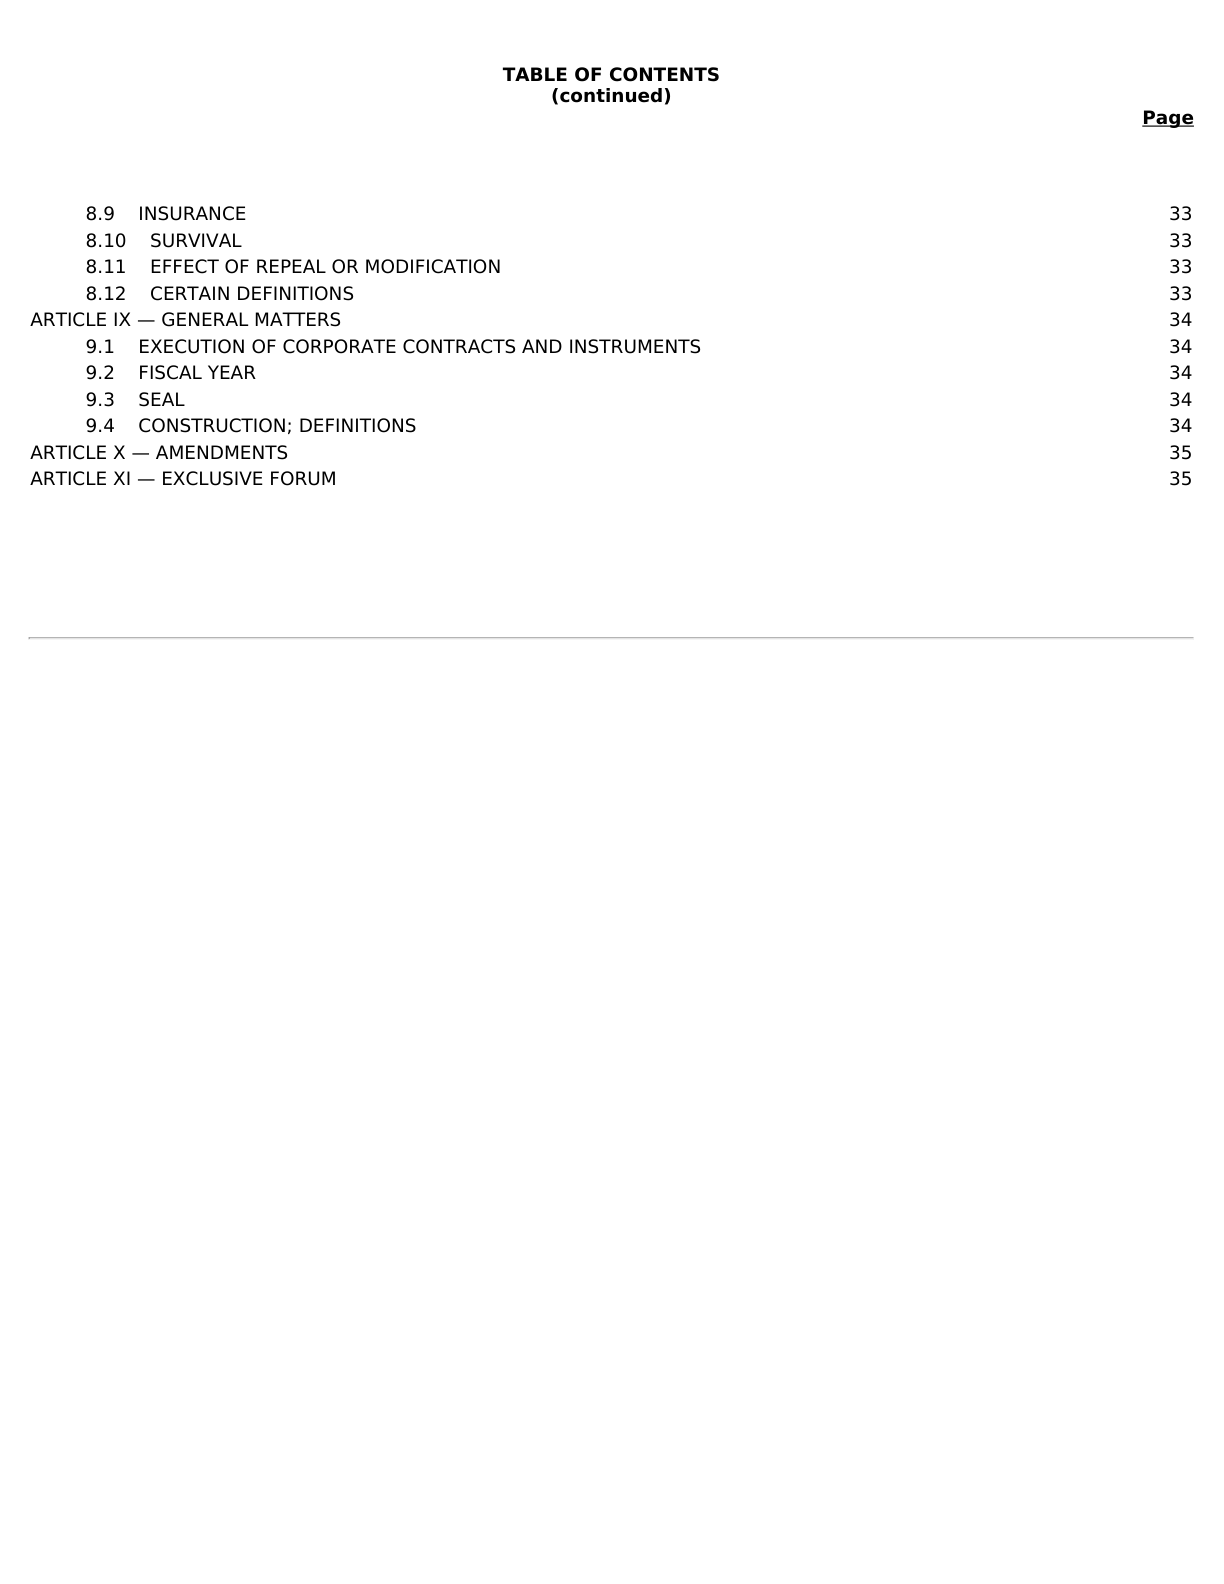 TABLE OF CONTENTS
(continued)
Page
8.9 INSURANCE 33
8.10 SURVIVAL 33
8.11 EFFECT OF REPEAL OR MODIFICATION 33
8.12 CERTAIN DEFINITIONS 33
ARTICLE IX — GENERAL MATTERS 34
9.1 EXECUTION OF CORPORATE CONTRACTS AND INSTRUMENTS 34
9.2 FISCAL YEAR 34
9.3 SEAL 34
9.4 CONSTRUCTION; DEFINITIONS 34
ARTICLE X — AMENDMENTS 35
ARTICLE XI — EXCLUSIVE FORUM 35